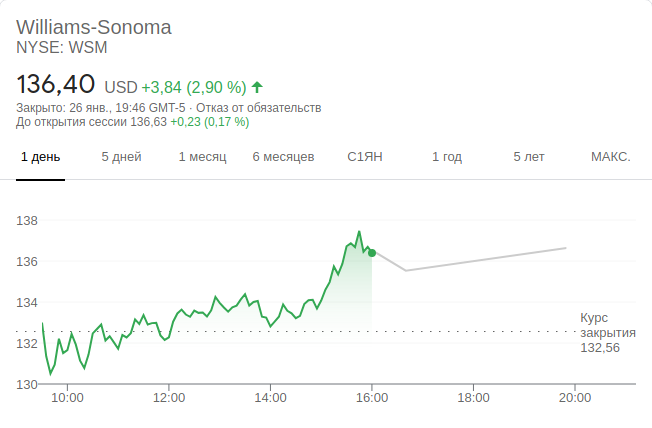 Williams-Sonoma
NYSE: WSM
136,40 USD +3,84 (2,90 %)
Закрыто: 26 янв., 19:46 GMT-5 · Отказ от обязательств
До открытия сессии 136,63 +0,23 (0,17 %)
1 день 5 дней 1 месяц 6 месяцев С1ЯН 1 год 5 лет МАКС.
138
136
134
Курс
закрытия
132,56
132
130
10:00 12:00 14:00 16:00 18:00 20:00